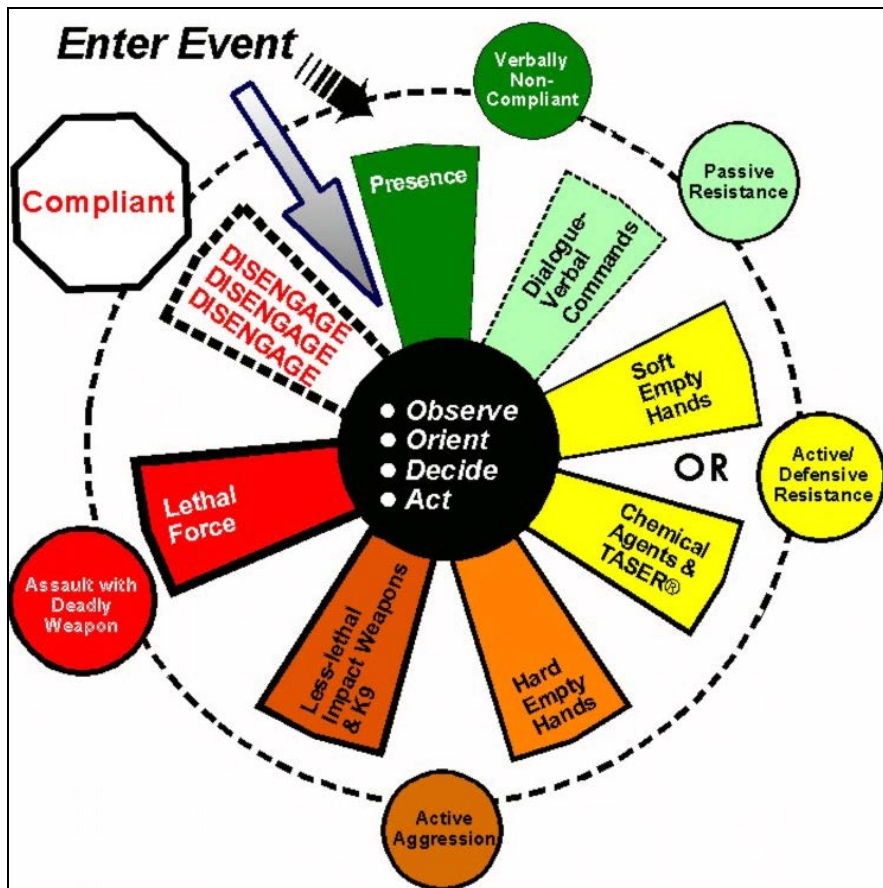 Enter Event
Verbally
Non-
Compliant
Passive
Resistance
Compliant
Presence
Dialogue-
Verbal
Commands
DISENGAGE
DISENGAGE
DISENGAGE
Soft
Empty
Hands
OR
Active/
Defensive
Resistance
• Observe
• Orient
• Decide
• Act
Chemical
Agents &
TASER®
Lethal
Force
Assault with
Deadly
Weapon
Less-lethal
Impact Weapons
& K9
Hard
Empty
Hands
Active
Aggression